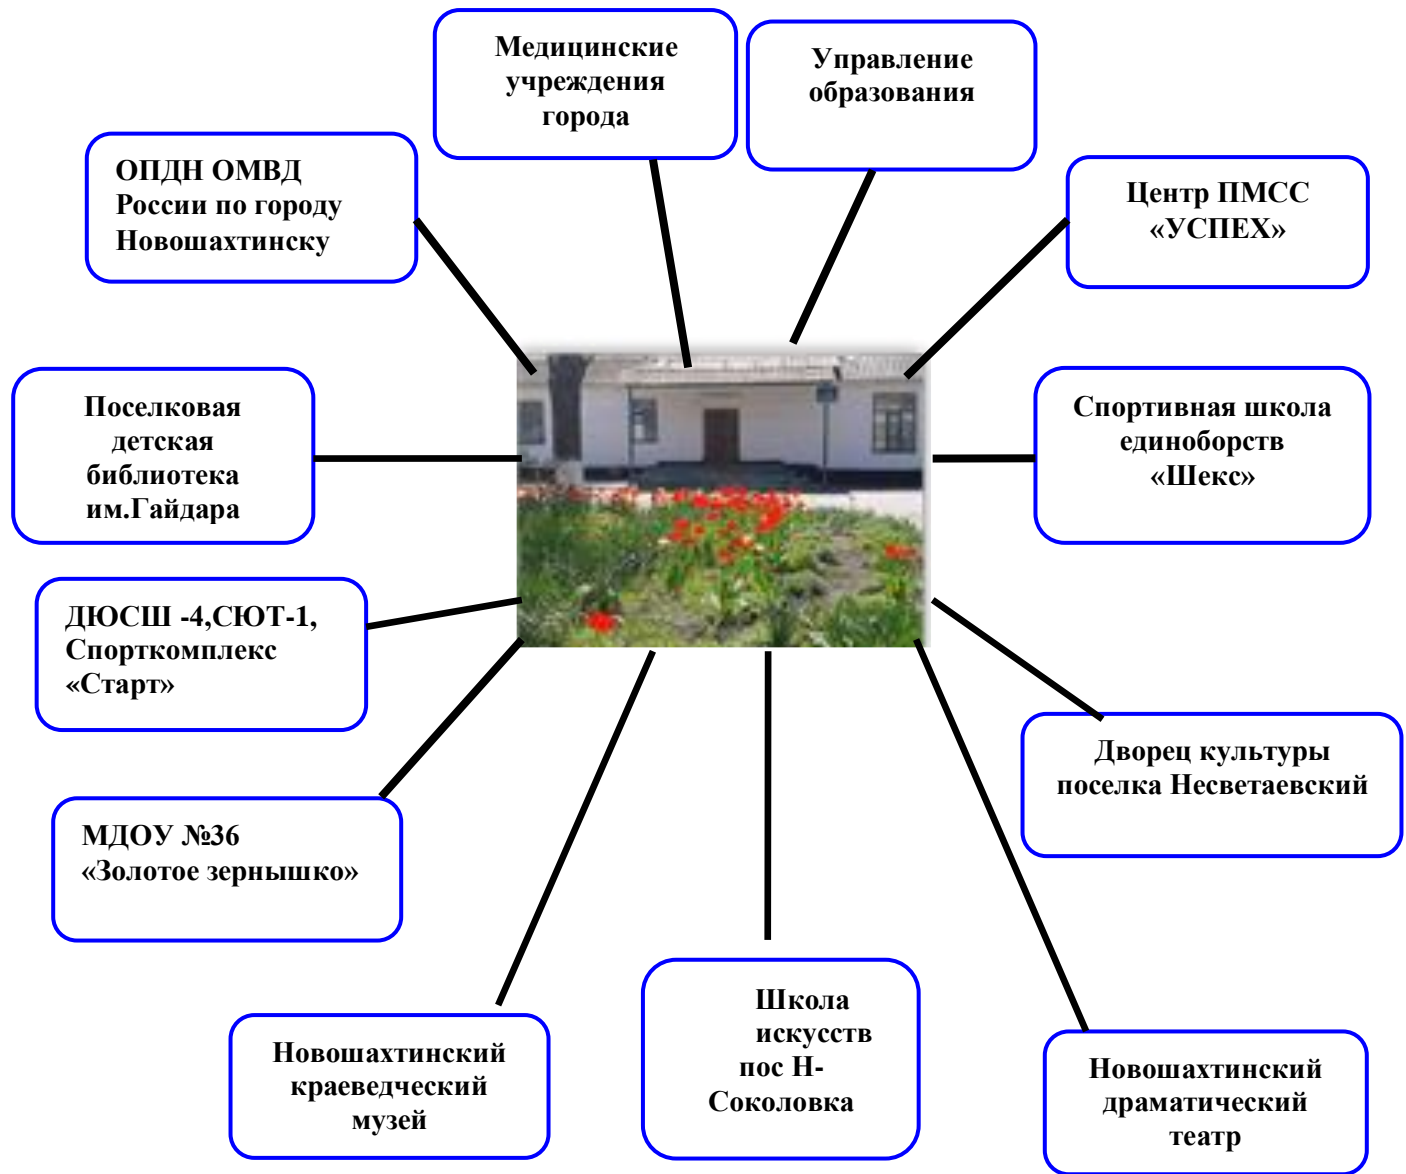 Медицинские
учреждения
города
Управление
образования
ОПДН ОМВД
России по городу
Новошахтинску
Центр ПМСС
«УСПЕХ»
Поселковая
детская
библиотека
им.Гайдара
Спортивная школа
единоборств
«Шекс»
ДЮСШ -4,СЮТ-1,
Спорткомплекс
«Старт»
Дворец культуры
поселка Несветаевский
МДОУ №36
«Золотое зернышко»
Новошахтинский
краеведческий
музей
Школа
искусств
пос Н-
Соколовка
Новошахтинский
драматический
театр